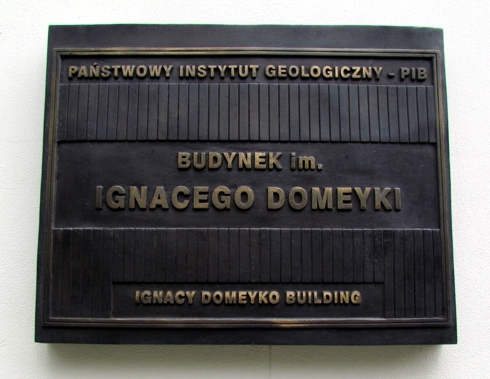 PAŃSTWOWY INSTYTUT GEOLOGICZNY - PIB
BUDYNEK im.
IGNACEGO DOMEYKI
IGNACY DOMEYKO BUILDING